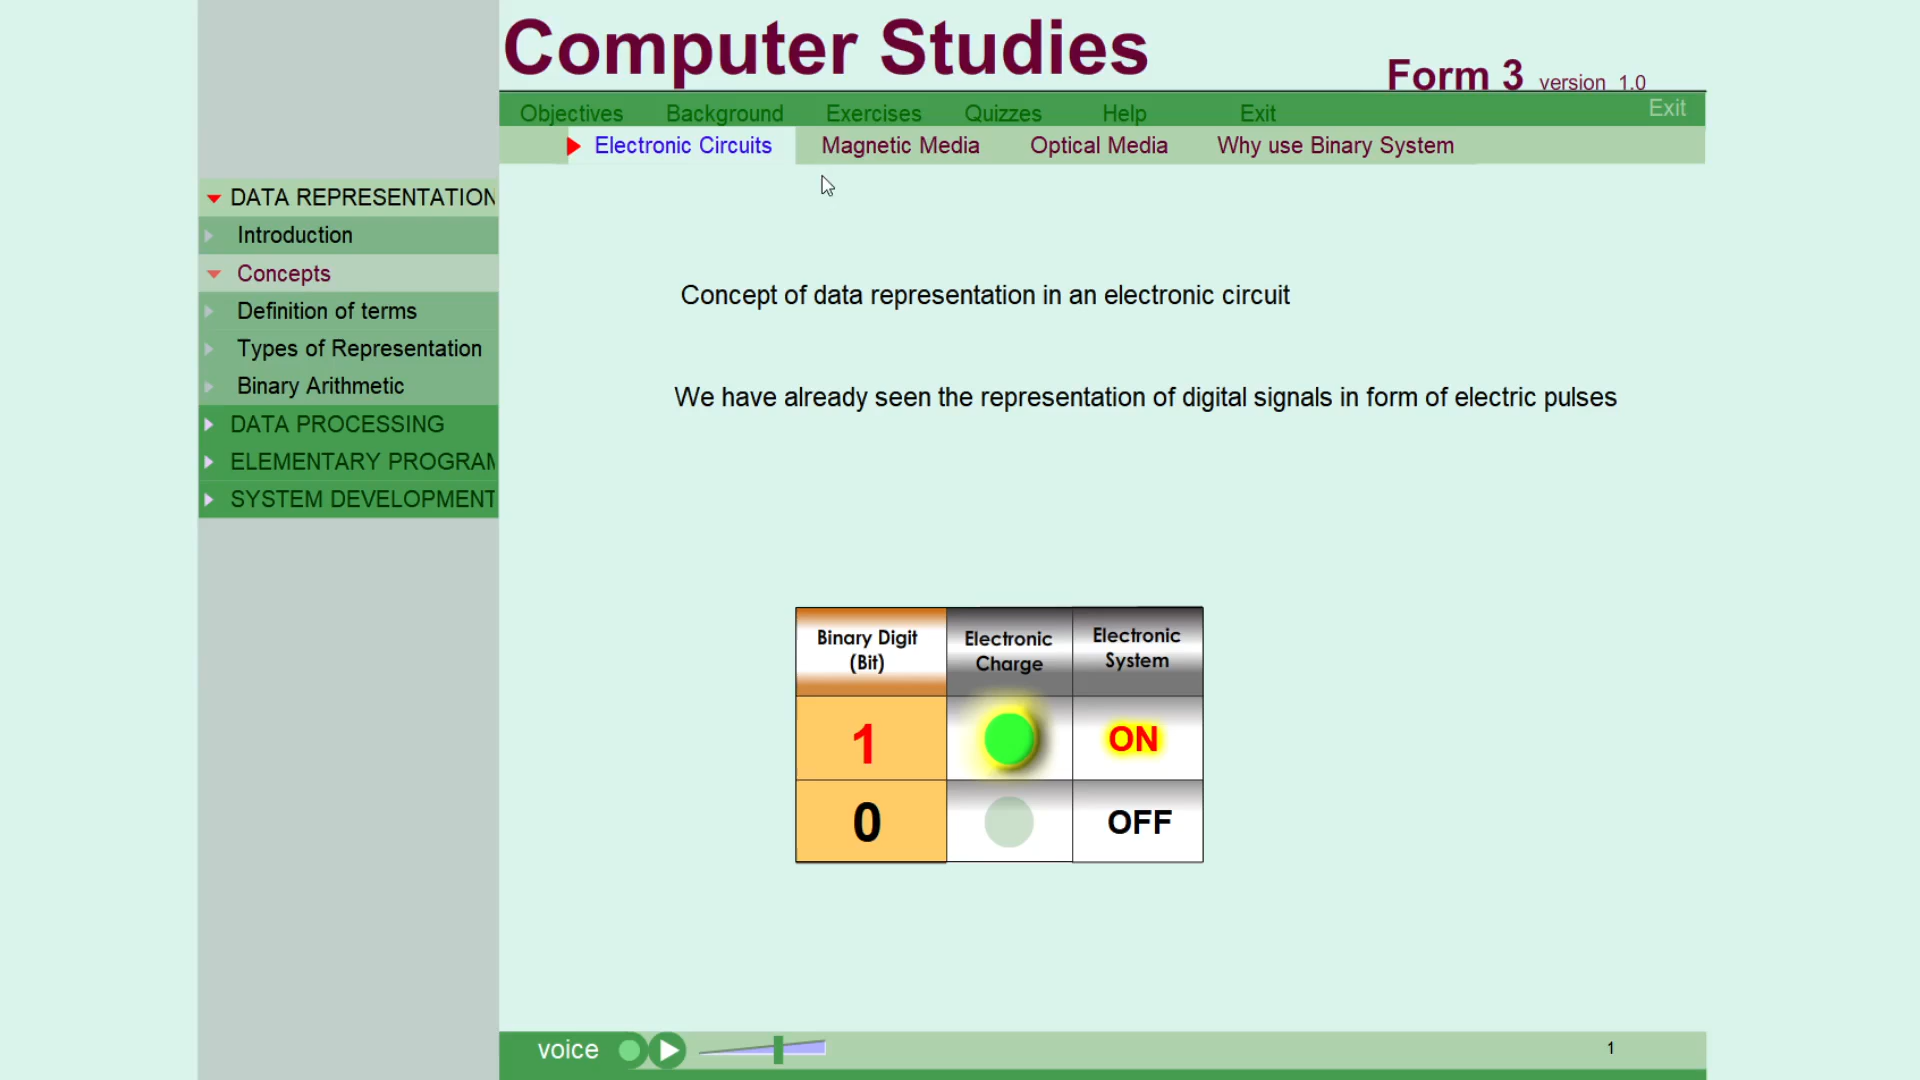 Computer Studies
Form 3 version 1.0
Objectives Background Exercises Quizzes Help Exit Exit
Electronic Circuits Magnetic Media Optical Media Why use Binary System
DATA REPRESENTATION
Introduction
Concepts
Definition of terms
Types of Representation
Binary Arithmetic
DATA PROCESSING
ELEMENTARY PROGRAM
SYSTEM DEVELOPMENT
Concept of data representation in an electronic circuit
We have already seen the representation of digital signals in form of electric pulses
Binary Digit
(Bit)
Electronic
Charge
Electronic
System
1 ON
0 OFF
voice
1